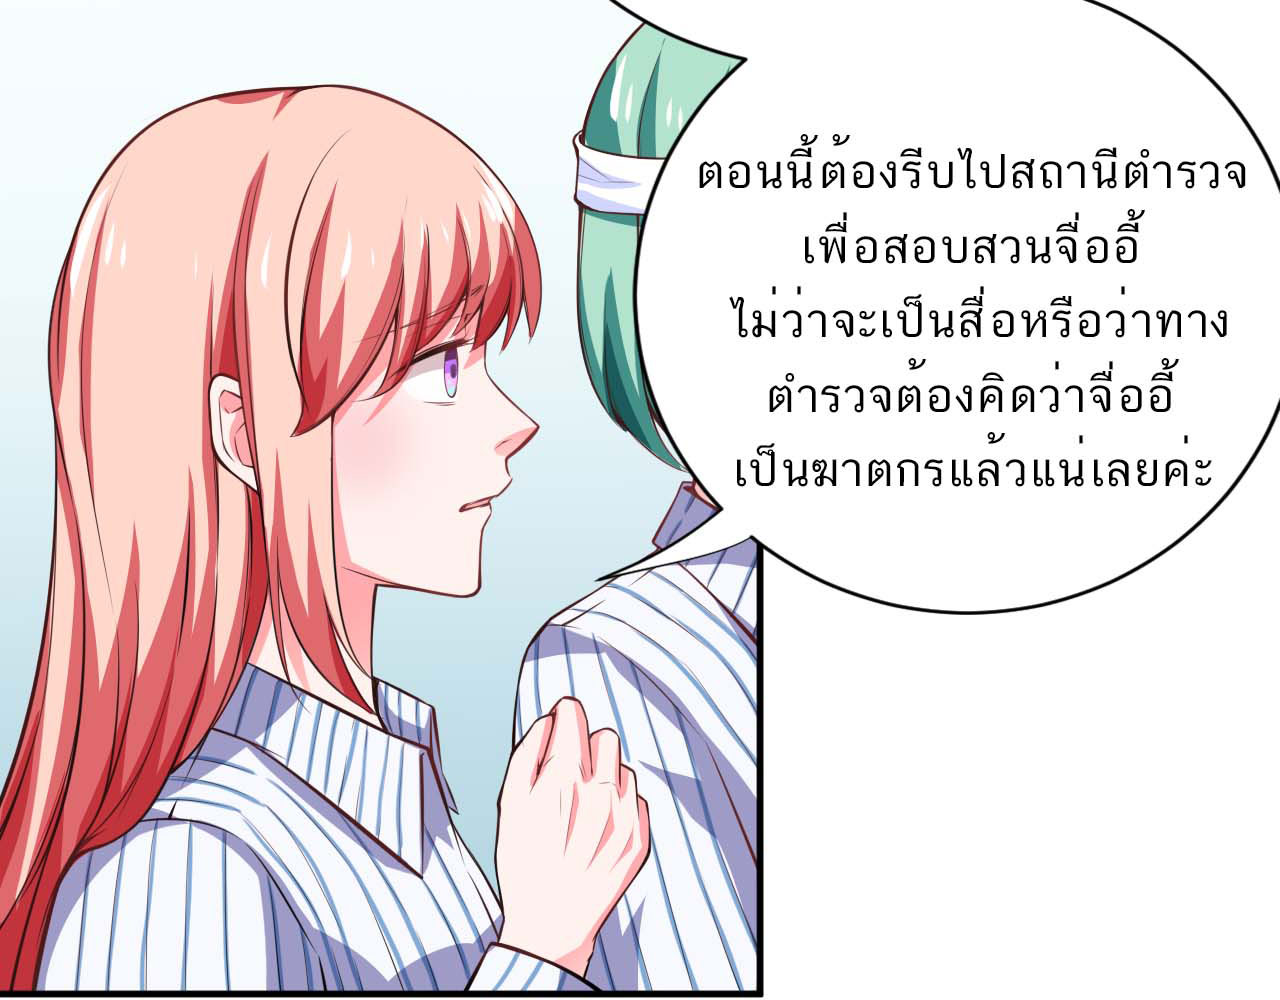 ตอนนี้ต้องรีบไปสถานีตำรวจ
เพื่อสอบสวนจื่ออี้
ไม่ว่าจะเป็นสื่อหรือว่าทาง
ตำรวจต้องคิดว่าจื่ออี้
เป็นฆาตกรแล้วแน่เลยค่ะ